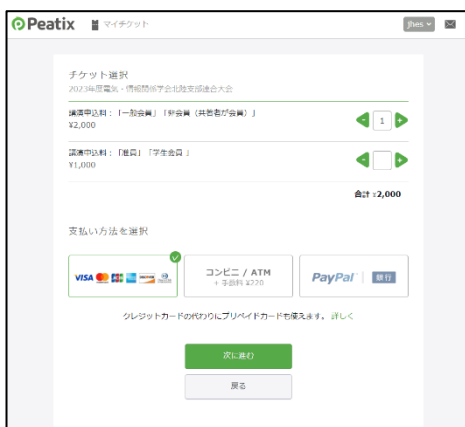 Peatix マイチケット jhes
チケット選択
2023年度電気・情報関係学会北陸支部連合大会
講演申込料：「一般会員」「非会員（共著者が会員）」
¥2,000
- 1 +
講演申込料：「准員」「学生会員 」
¥1,000
- +
合計 ¥2,000
支払い方法を選択
VISA JCB
コンビニ / ATM
+ 手数料 ¥220
PayPal 銀行
クレジットカードの代わりにプリペイドカードも使えます。 詳しく
次に進む
戻る